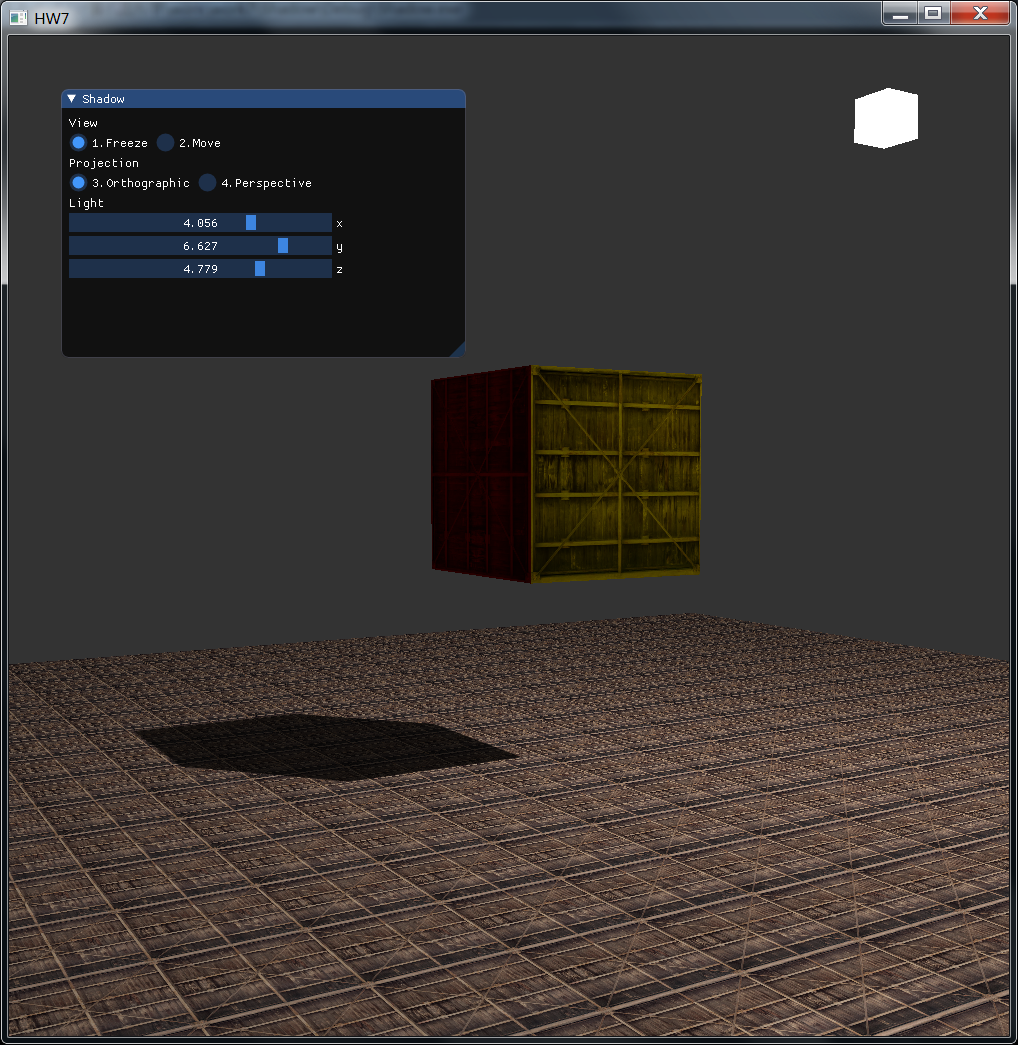 HW7
Shadow
View
1.Freeze 2.Move
Projection
3.Orthographic 4.Perspective
Light
4.056 x
6.627 y
4.779 z